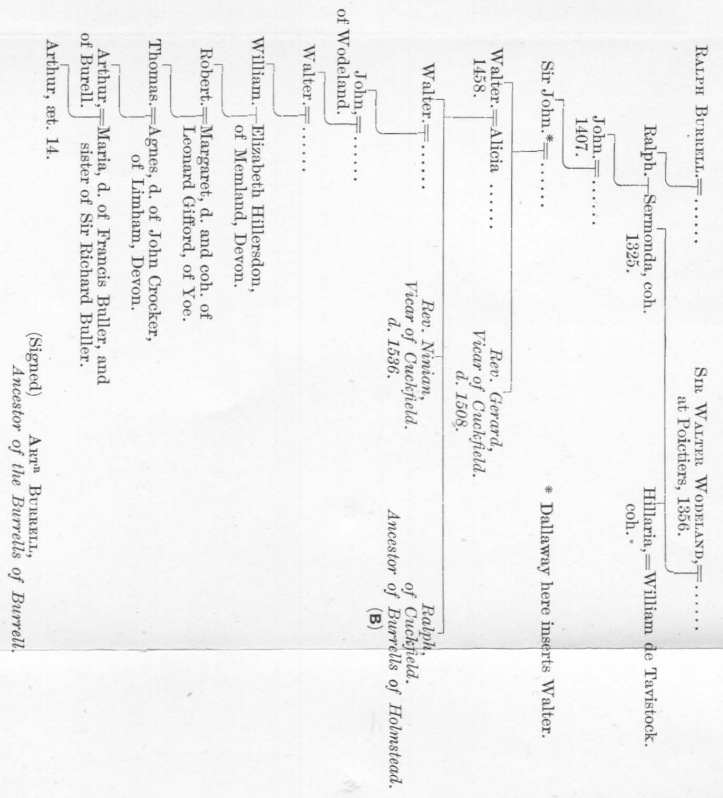 RALPH BURRELL.=......
SIR WALTER WODELAND,=......
at Poictiers, 1356.
Ralph.=Sermonda, coh.
1325.
Hillaria,=William de Tavistock.
coh.
John.=......
1407.
Sir John.*=......
* Dallaway here inserts Walter.
Walter.=Alicia ......
1458.
Rev. Gerard,
Vicar of Cuckfield.
d. 1508.
Walter.=......
Rev. Ninian,
Vicar of Cuckfield.
d. 1536.
Ralph,
of Cuckfield.
Ancestor of Burrells of Holmstead.
(B)
John,=......
of Wodeland.
Walter.=......
William.=Elizabeth Hillersdon,
of Memland, Devon.
Robert.=Margaret, d. and coh. of
Leonard Gifford, of Yoe.
Thomas.=Agnes, d. of John Crocker,
of Limham, Devon.
Arthur,=Maria, d. of Francis Buller, and
of Burell. sister of Sir Richard Buller.
Arthur, æt. 14.
(Signed) ARTᴿ BURRELL,
Ancestor of the Burrells of Burrell.